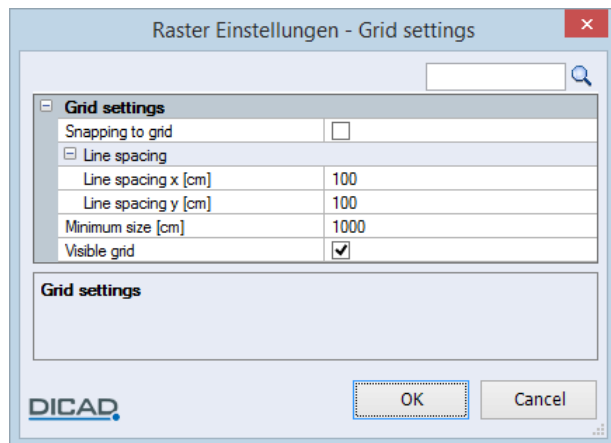 Raster Einstellungen - Grid settings
Grid settings
Snapping to grid
Line spacing
Line spacing x [cm] 100
Line spacing y [cm] 100
Minimum size [cm] 1000
Visible grid
Grid settings
DICAD
OK Cancel